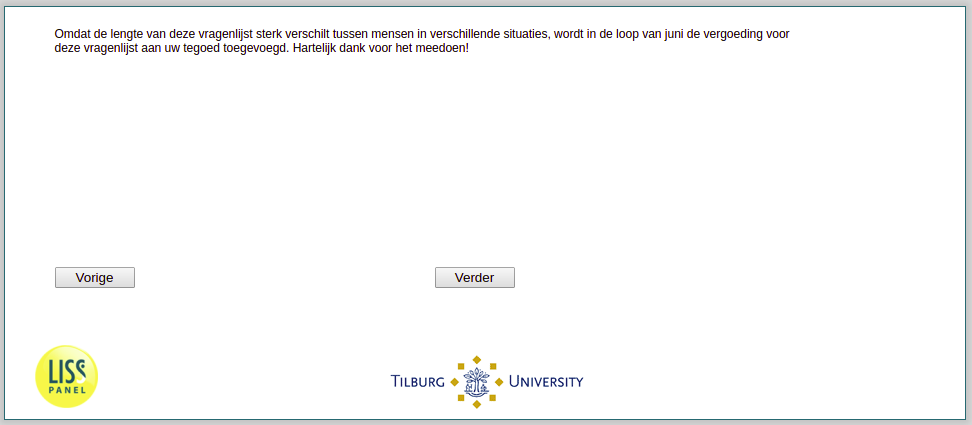 Omdat de lengte van deze vragenlijst sterk verschilt tussen mensen in verschillende situaties, wordt in de loop van juni de vergoeding voor
deze vragenlijst aan uw tegoed toegevoegd. Hartelijk dank voor het meedoen!
Vorige
Verder
LISS
PANEL
TILBURG UNIVERSITY